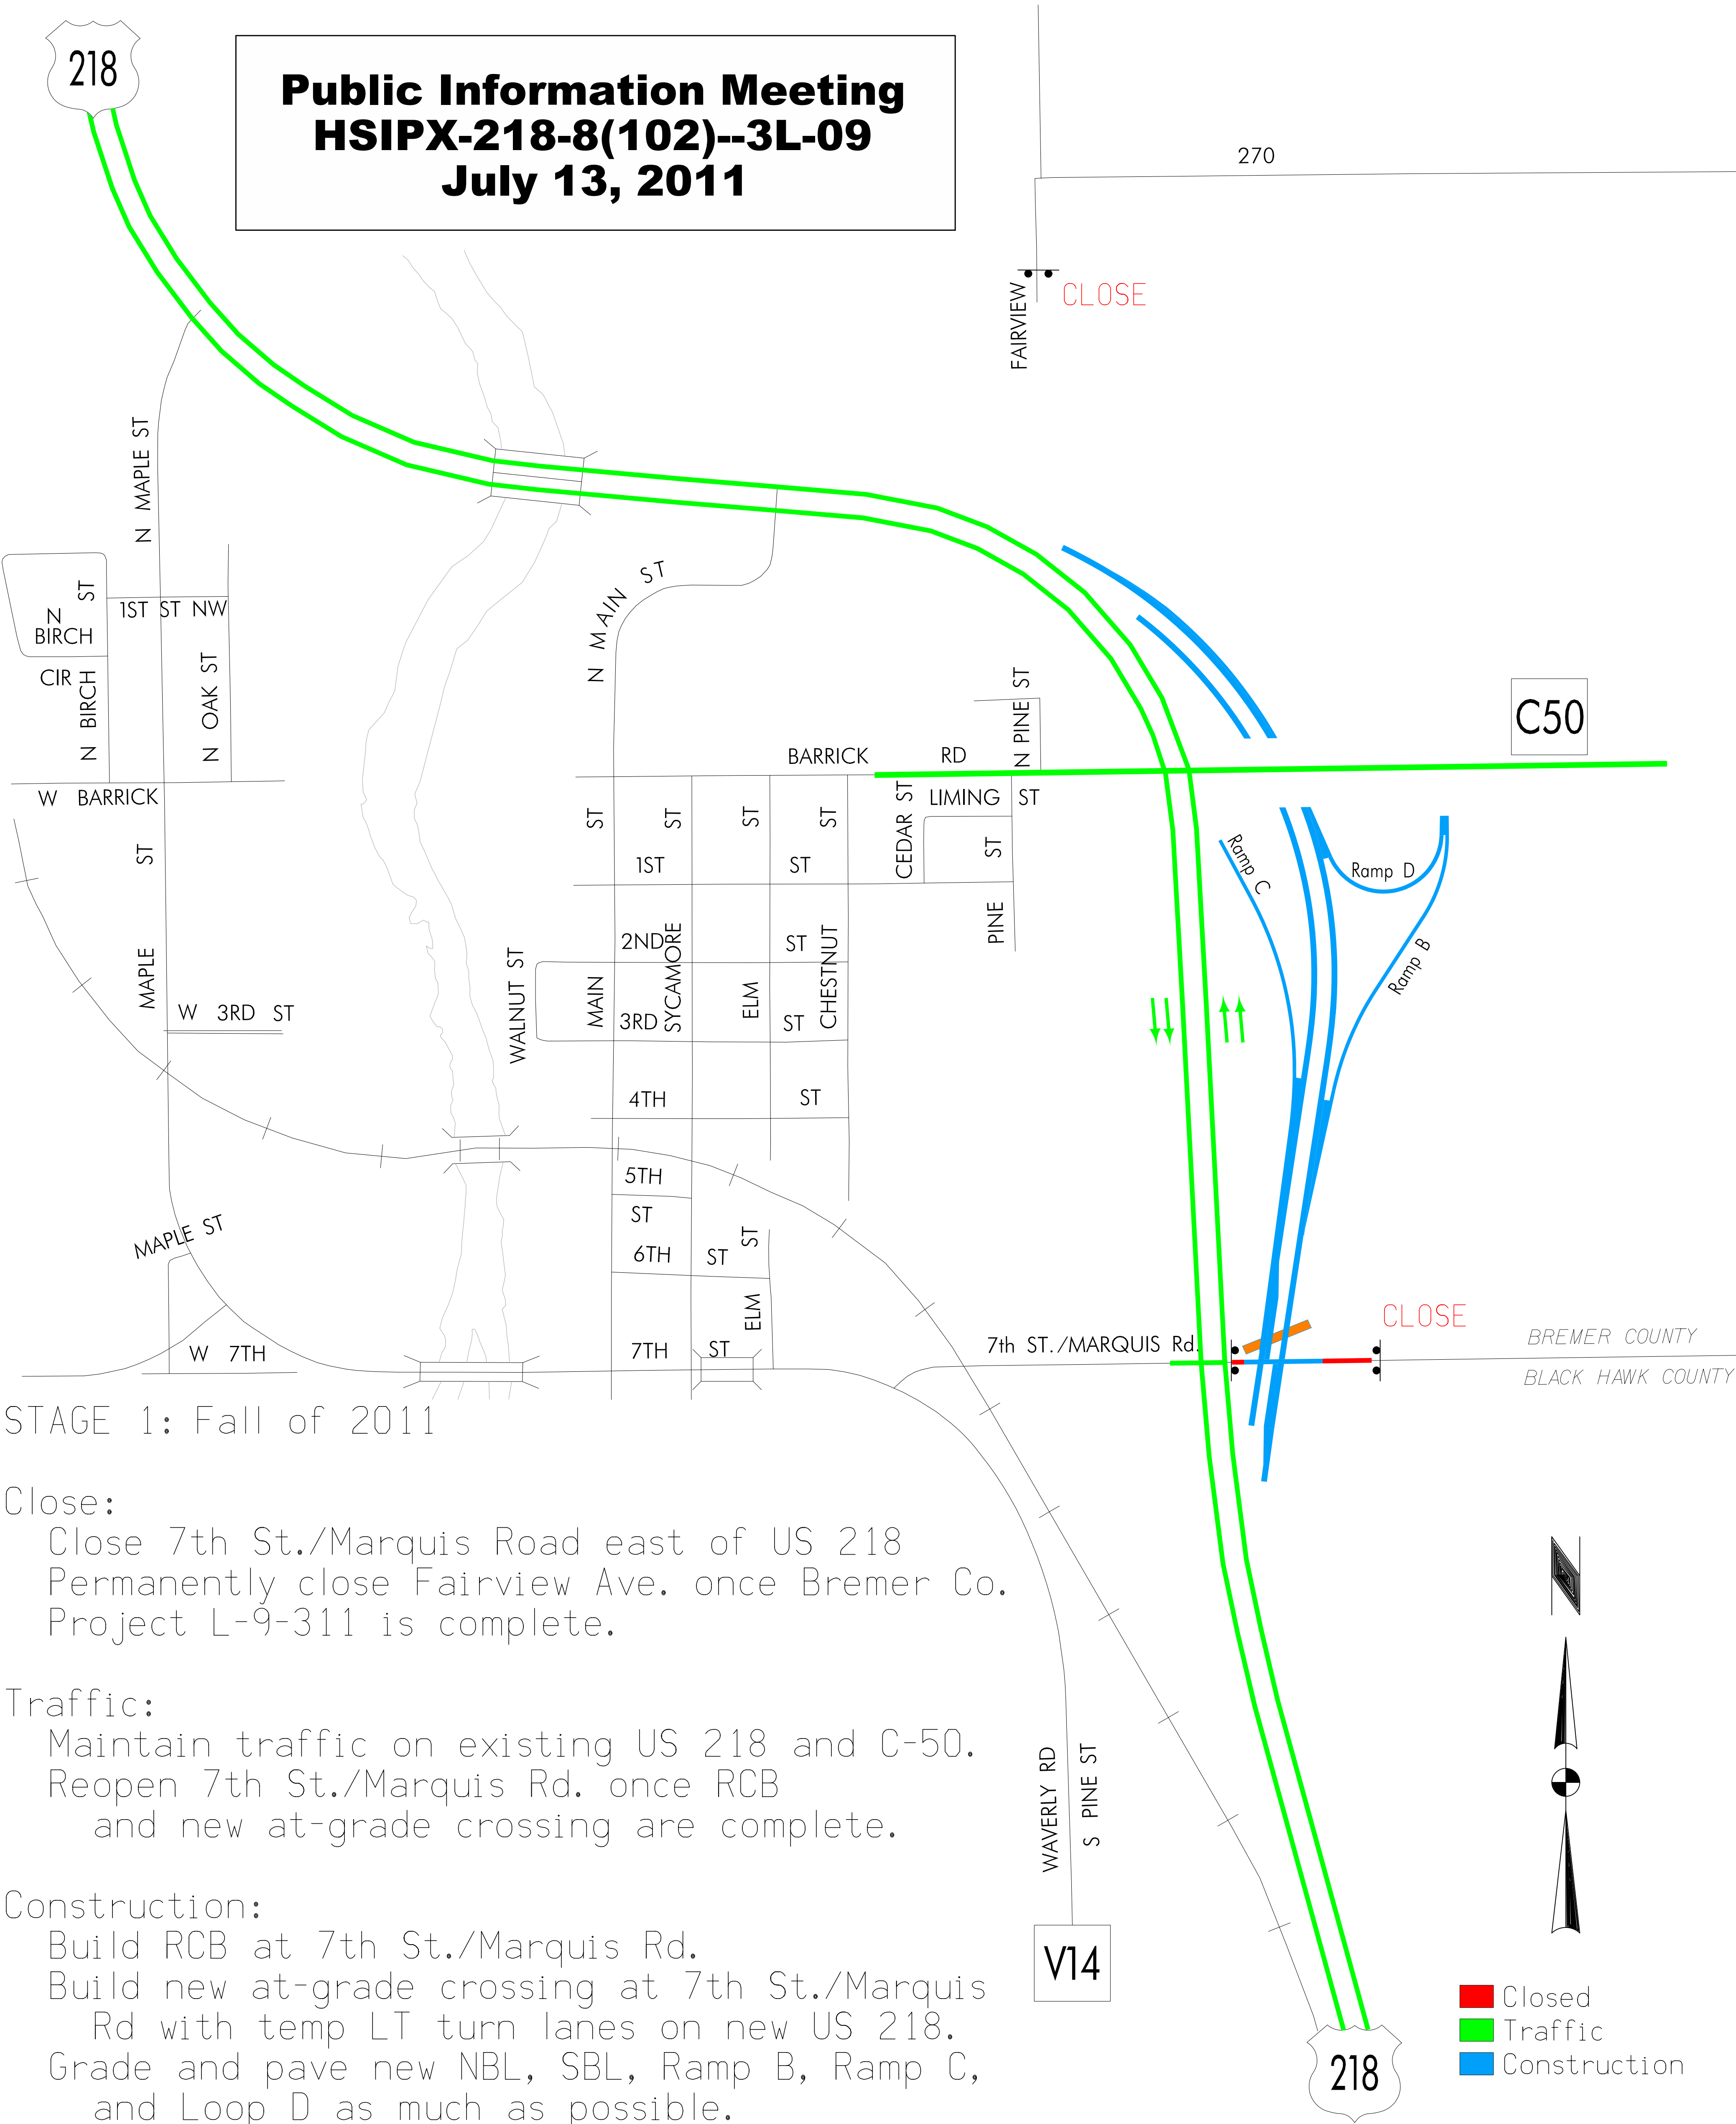 218
Public Information Meeting
HSIPX-218-8(102)--3L-09
July 13, 2011
270
FAIRVIEW
CLOSE
N MAPLE ST
N BIRCH ST
N
BIRCH
CIR
1ST ST NW
N OAK ST
N MAIN ST
N PINE ST
C50
BARRICK RD
W BARRICK
LIMING ST
CEDAR ST
MAPLE ST
MAIN ST
SYCAMORE ST
ELM ST
CHESTNUT ST
PINE ST
1ST ST
2ND ST
WALNUT ST
3RD ST
W 3RD ST
4TH ST
Ramp C
Ramp D
Ramp B
5TH
ST
6TH ST
ELM ST
MAPLE ST
W 7TH
7TH ST
7th ST./MARQUIS Rd.
CLOSE
BREMER COUNTY
BLACK HAWK COUNTY
STAGE 1: Fall of 2011
Close:
Close 7th St./Marquis Road east of US 218
Permanently close Fairview Ave. once Bremer Co.
Project L-9-311 is complete.
Traffic:
Maintain traffic on existing US 218 and C-50.
Reopen 7th St./Marquis Rd. once RCB
and new at-grade crossing are complete.
Construction:
Build RCB at 7th St./Marquis Rd.
Build new at-grade crossing at 7th St./Marquis
Rd with temp LT turn lanes on new US 218.
Grade and pave new NBL, SBL, Ramp B, Ramp C,
and Loop D as much as possible.
WAVERLY RD
S PINE ST
V14
N
218
Closed
Traffic
Construction